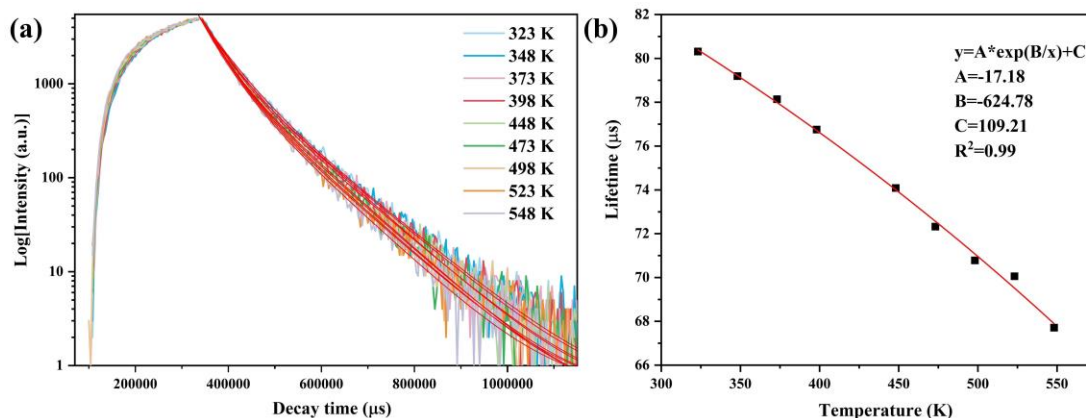 (a)
Log[Intensity (a.u.)]
1000
100
10
1
323 K
348 K
373 K
398 K
448 K
473 K
498 K
523 K
548 K
200000 400000 600000 800000 1000000
Decay time (μs)
(b)
Lifetime (μs)
82
80
78
76
74
72
70
68
66
y=A*exp(B/x)+C
A=-17.18
B=-624.78
C=109.21
R²=0.99
300 350 400 450 500 550
Temperature (K)